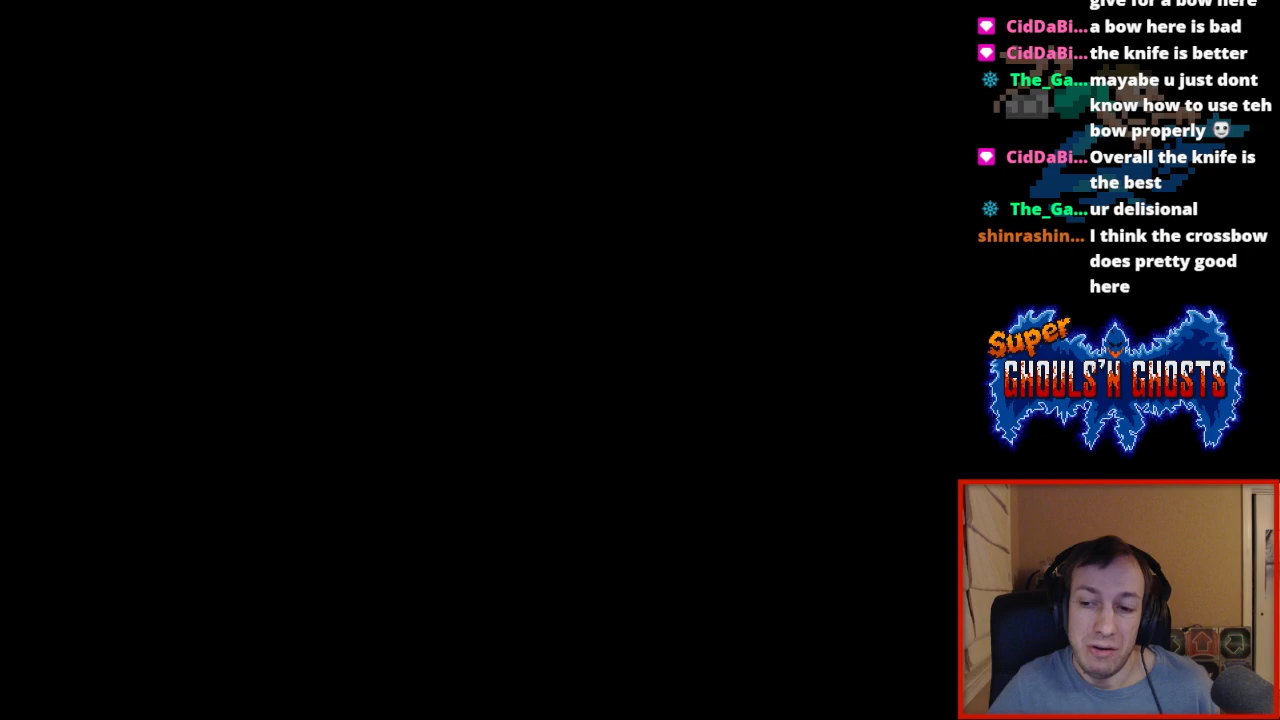 give for a bow here
CidDaBi... a bow here is bad
CidDaBi... the knife is better
The_Ga... mayabe u just dont
know how to use teh
bow properly
CidDaBi... Overall the knife is
the best
The_Ga... ur delisional
shinrashin... I think the crossbow
does pretty good
here
Super
GHOULS'N GHOSTS